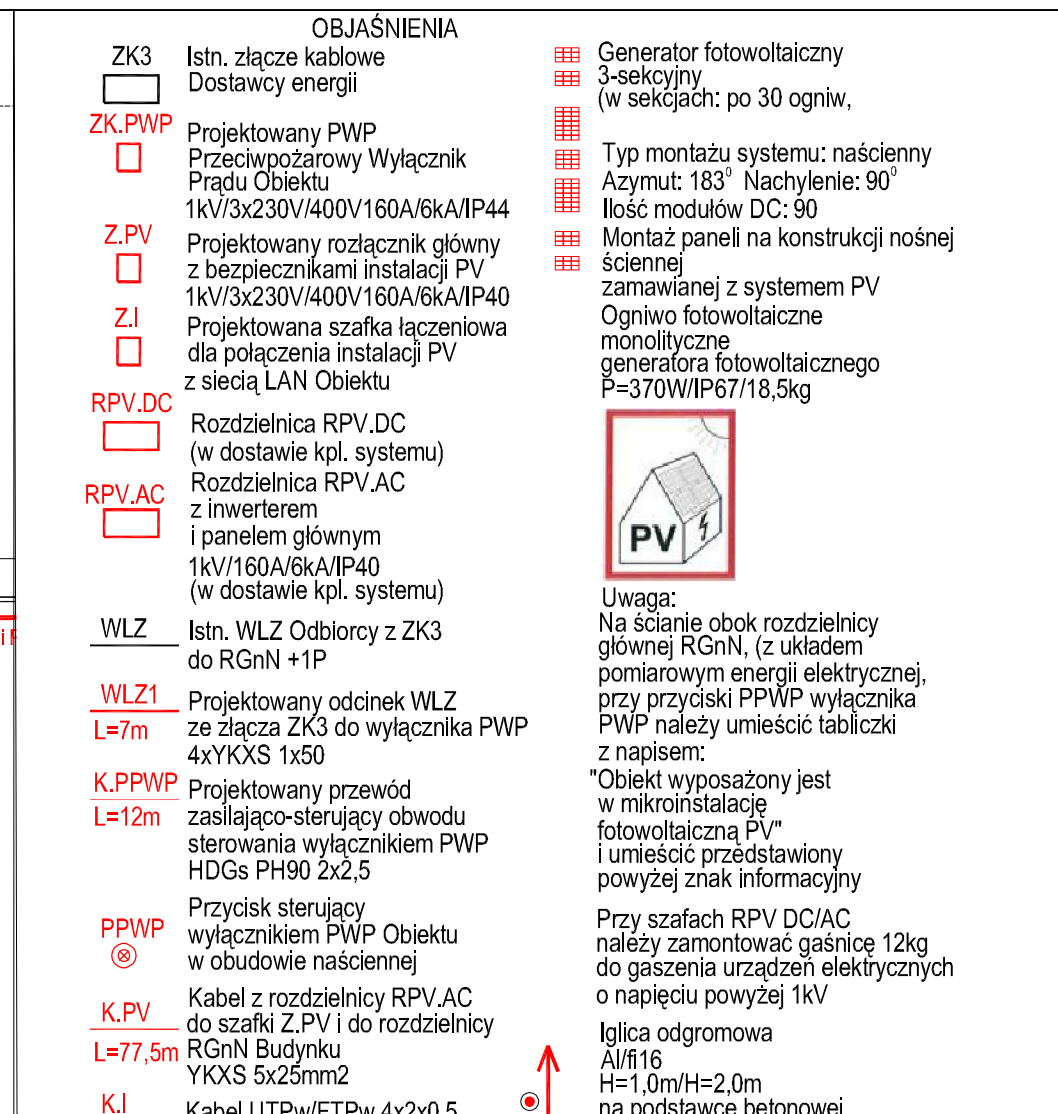 OBJAŚNIENIA
ZK3
Istn. złącze kablowe
Dostawcy energii
ZK.PWP
Projektowany PWP
Przeciwpożarowy Wyłącznik
Prądu Obiektu
1kV/3x230V/400V160A/6kA/IP44
Z.PV
Projektowany rozłącznik główny
z bezpiecznikami instalacji PV
1kV/3x230V/400V160A/6kA/IP40
Z.I
Projektowana szafka łączeniowa
dla połączenia instalacji PV
z siecią LAN Obiektu
RPV.DC
Rozdzielnica RPV.DC
(w dostawie kpl. systemu)
RPV.AC
Rozdzielnica RPV.AC
z inwerterem
i panelem głównym
1kV/160A/6kA/IP40
(w dostawie kpl. systemu)
WLZ
Istn. WLZ Odbiorcy z ZK3
do RGnN +1P
WLZ1
L=7m
Projektowany odcinek WLZ
ze złącza ZK3 do wyłącznika PWP
4xYKXS 1x50
K.PPWP
L=12m
Projektowany przewód
zasilająco-sterujący obwodu
sterowania wyłącznikiem PWP
HDGs PH90 2x2,5
PPWP
Przycisk sterujący
wyłącznikiem PWP Obiektu
w obudowie naściennej
K.PV
L=77,5m
Kabel z rozdzielnicy RPV.AC
do szafki Z.PV i do rozdzielnicy
RGnN Budynku
YKXS 5x25mm2
K.I
Kabel UTPw/FTPw 4x2x0,5
Generator fotowoltaiczny
3-sekcyjny
(w sekcjach: po 30 ogniw,
Typ montażu systemu: naścienny
Azymut: 183⁰ Nachylenie: 90⁰
Ilość modułów DC: 90
Montaż paneli na konstrukcji nośnej
ściennej
zamawianej z systemem PV
Ogniwo fotowoltaiczne
monolityczne
generatora fotowoltaicznego
P=370W/IP67/18,5kg
PV
Uwaga:
Na ścianie obok rozdzielnicy
głównej RGnN, (z układem
pomiarowym energii elektrycznej,
przy przyciski PPWP wyłącznika
PWP należy umieścić tabliczki
z napisem:
"Obiekt wyposażony jest
w mikroinstalację
fotowoltaiczną PV"
i umieścić przedstawiony
powyżej znak informacyjny
Przy szafach RPV DC/AC
należy zamontować gaśnicę 12kg
do gaszenia urządzeń elektrycznych
o napięciu powyżej 1kV
Iglica odgromowa
Al/fi16
H=1,0m/H=2,0m
na podstawce betonowej